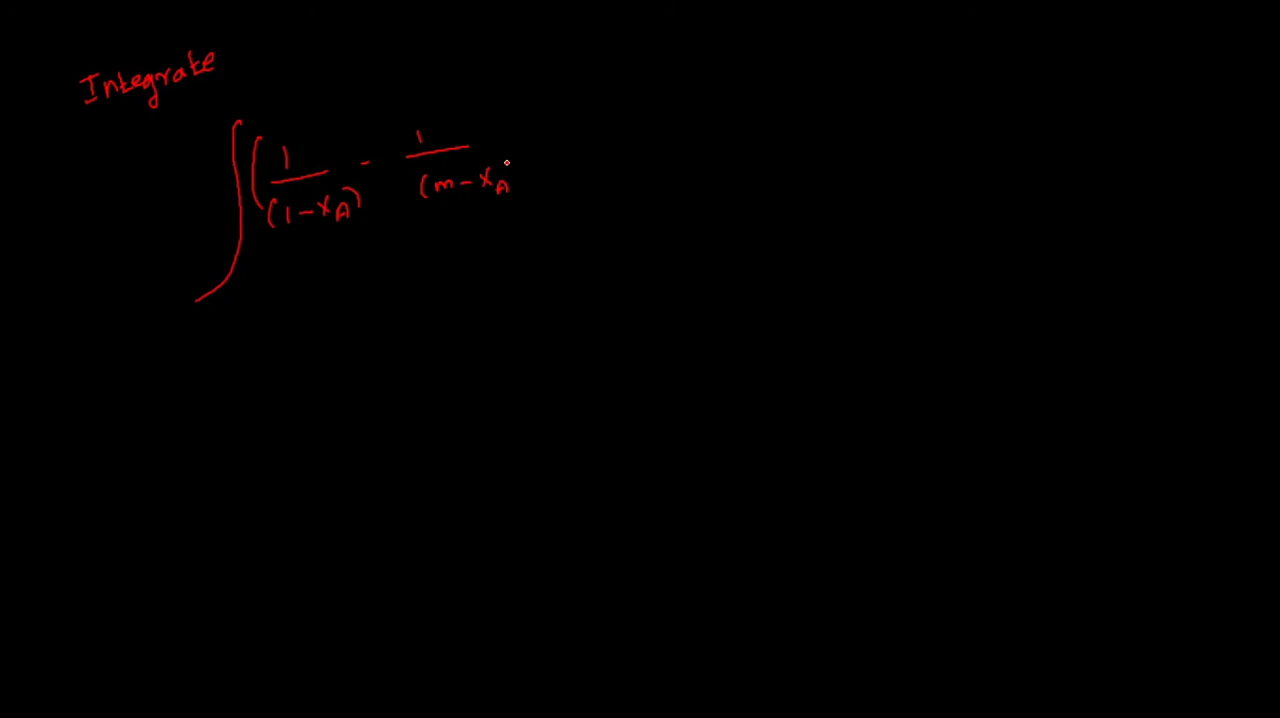 Integrate
∫(1/(1-X_A) - 1/(m-X_A